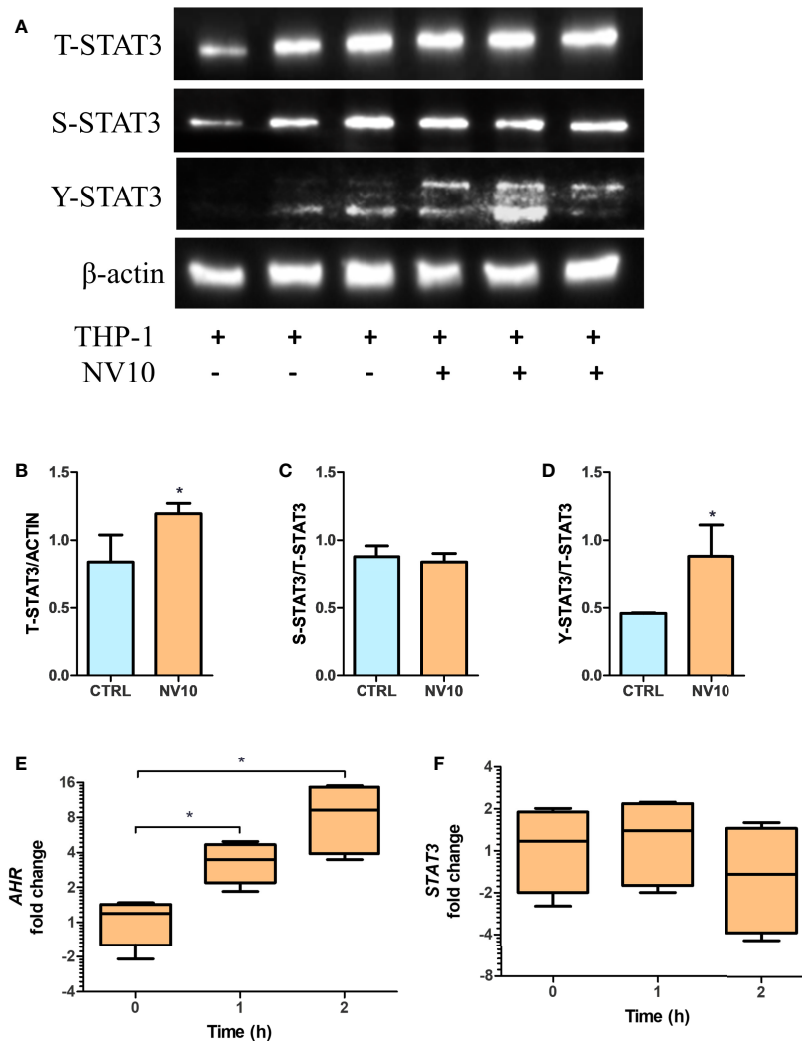 A
T-STAT3
S-STAT3
Y-STAT3
β-actin
THP-1 + + + + + +
NV10 - - - + + +
B
T-STAT3/ACTIN
1.5
1.0
0.5
0.0
*
CTRL NV10
C
S-STAT3/T-STAT3
1.5
1.0
0.5
0.0
CTRL NV10
D
Y-STAT3/T-STAT3
1.5
1.0
0.5
0.0
*
CTRL NV10
E
AHR
fold change
16
8
4
2
1
-2
-4
*
*
0 1 2
Time (h)
F
STAT3
fold change
4
2
1
-2
-4
-8
0 1 2
Time (h)